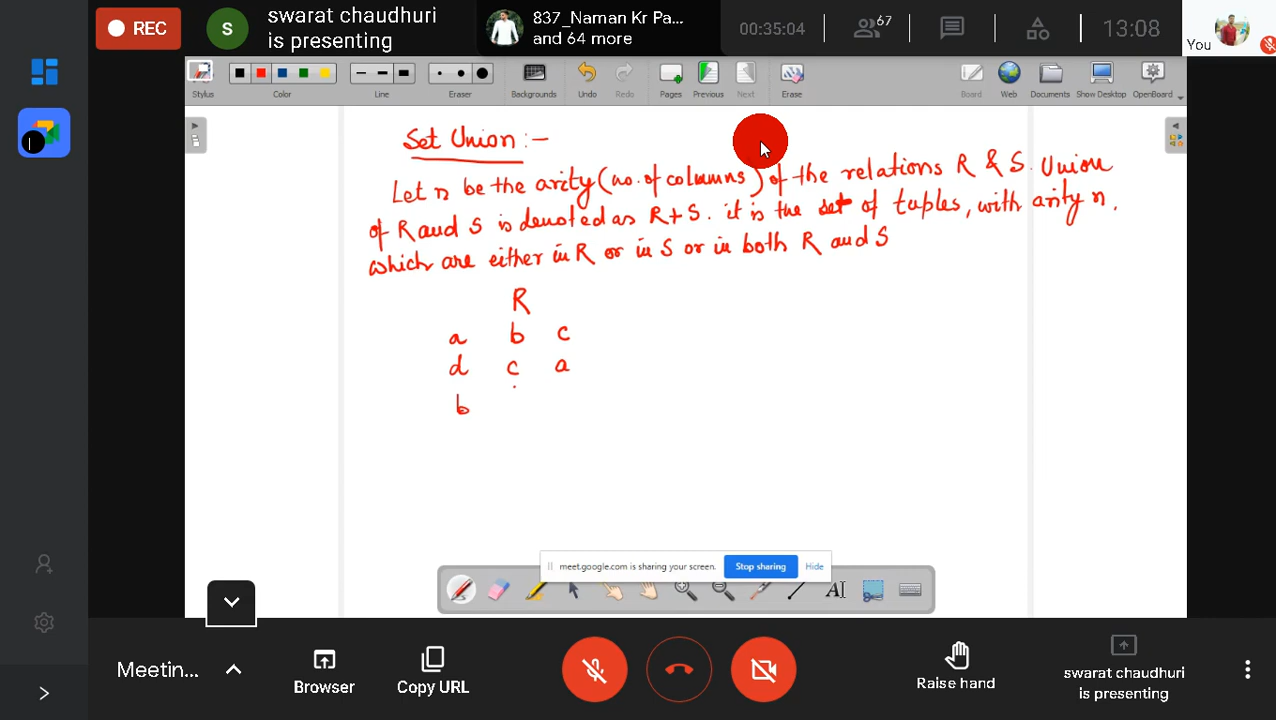 REC
S
swarat chaudhuri
is presenting
837_Naman Kr Pa...
and 64 more
00:35:04
67
13:08
You
Stylus
Color
Line
Eraser
Backgrounds
Undo
Redo
Pages
Previous
Next
Erase
Board
Web
Documents
Show Desktop
OpenBoard
Set Union :-
Let n be the arity (no. of columns) of the relations R & S. Union
of R and S is denoted as R + S. it is the set of tuples, with arity n,
which are either in R or in S or in both R and S
R
a b c
d c a
b
meet.google.com is sharing your screen.
Stop sharing
Hide
AI
Meetin...
Browser
Copy URL
Raise hand
swarat chaudhuri
is presenting